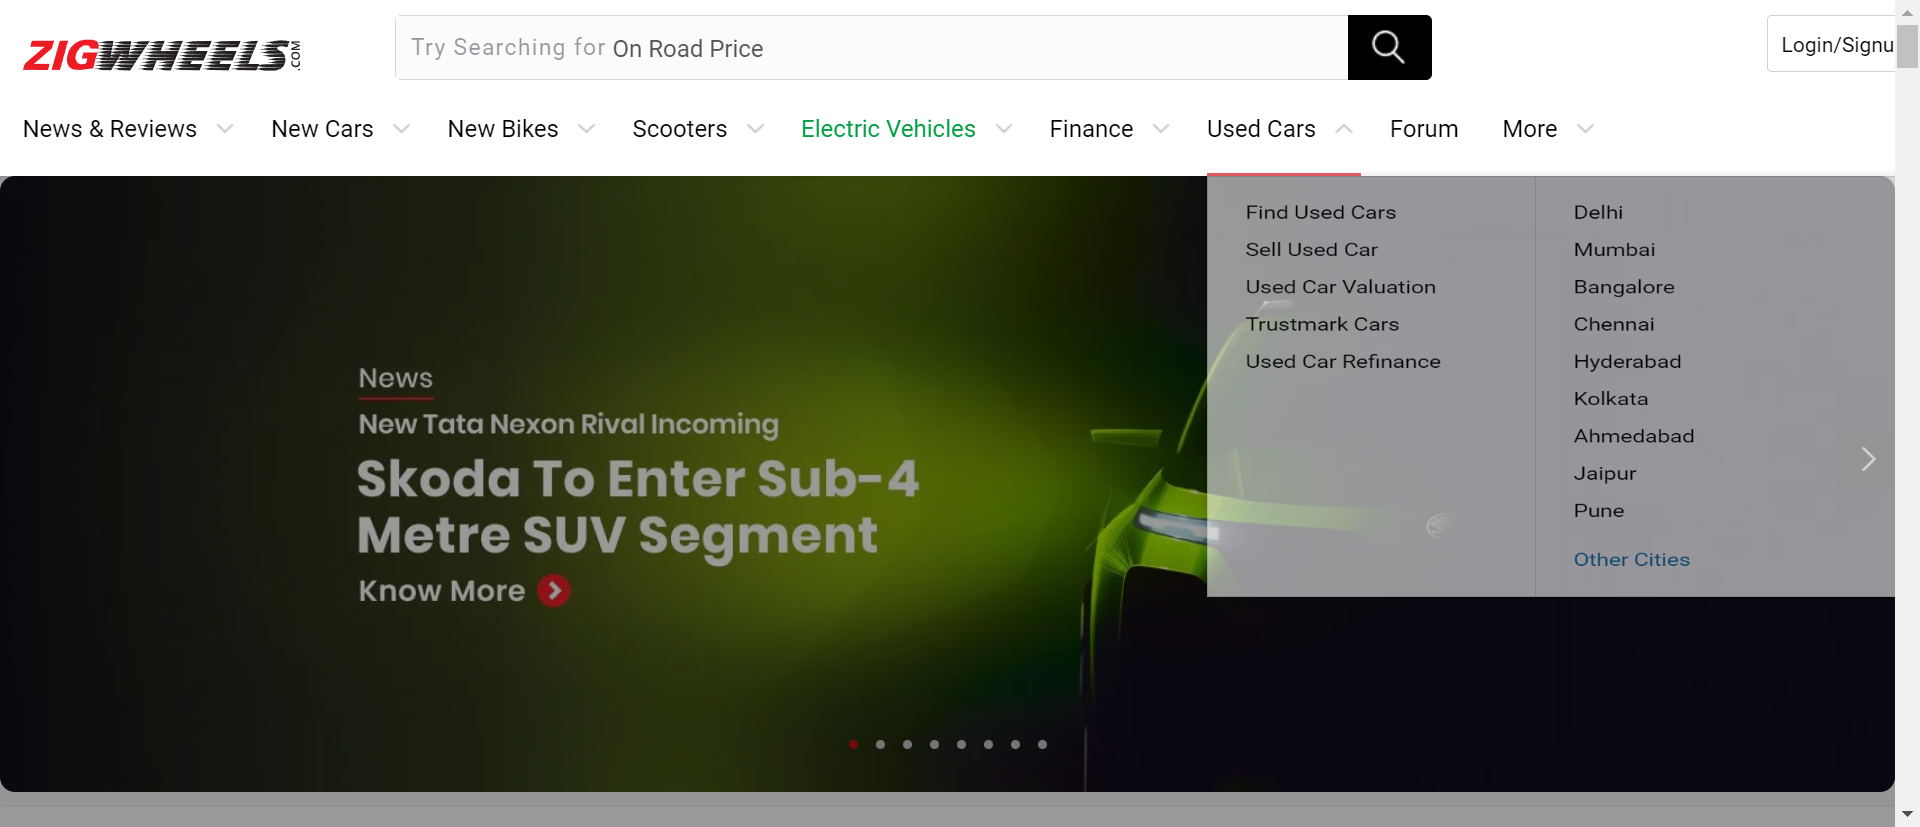 ZIGWHEELS.COM
Try Searching for On Road Price
Login/Signu
News & Reviews
New Cars
New Bikes
Scooters
Electric Vehicles
Finance
Used Cars
Forum
More
Find Used Cars
Sell Used Car
Used Car Valuation
Trustmark Cars
Used Car Refinance
Delhi
Mumbai
Bangalore
Chennai
Hyderabad
Kolkata
Ahmedabad
Jaipur
Pune
Other Cities
News
New Tata Nexon Rival Incoming
Skoda To Enter Sub-4
Metre SUV Segment
Know More